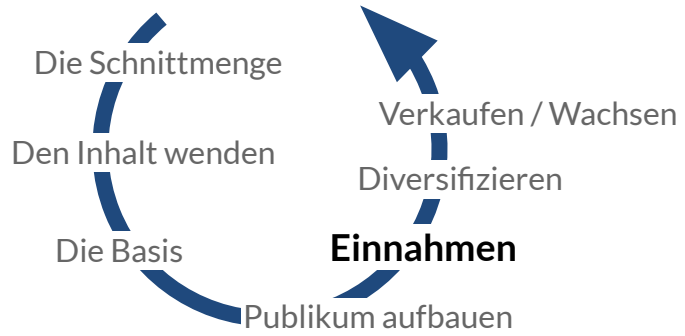 Die Schnittmenge
Den Inhalt wenden
Die Basis
Publikum aufbauen
Einnahmen
Diversifizieren
Verkaufen / Wachsen